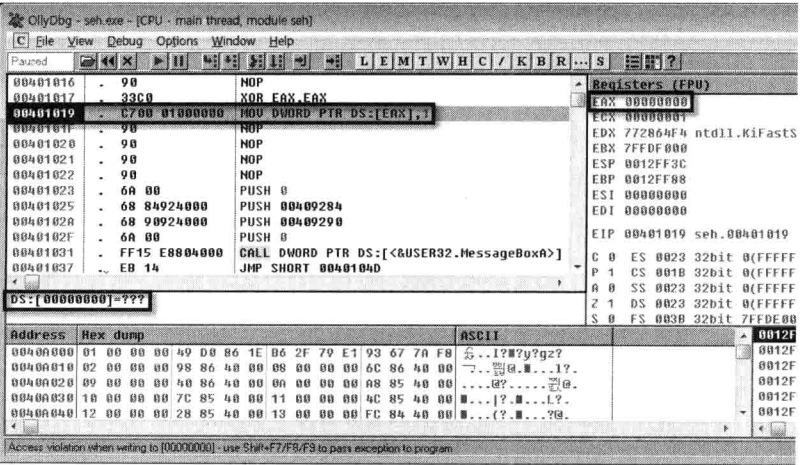 OllyDbg - seh.exe - [CPU - main thread, module seh]
C File View Debug Options Window Help
Paused L E M T W H C / K B R ... S ?
00401016 . 90 NOP
00401017 . 33C0 XOR EAX,EAX
00401019 . C700 01000000 MOV DWORD PTR DS:[EAX],1
0040101F . 90 NOP
00401020 . 90 NOP
00401021 . 90 NOP
00401022 . 90 NOP
00401023 . 6A 00 PUSH 0
00401025 . 68 84924000 PUSH 00409284
0040102A . 68 90924000 PUSH 00409290
0040102F . 6A 00 PUSH 0
00401031 . FF15 E8804000 CALL DWORD PTR DS:[<&USER32.MessageBoxA>]
00401037 .. EB 14 JMP SHORT 0040104D
DS:[00000000]=???
Registers (FPU)
EAX 00000000
ECX 00000001
EDX 772864F4 ntdll.KiFastS
EBX 7FFDF000
ESP 0012FF3C
EBP 0012FF88
ESI 00000000
EDI 00000000
EIP 00401019 seh.00401019
C 0 ES 0023 32bit 0(FFFFF
P 1 CS 001B 32bit 0(FFFFF
A 0 SS 0023 32bit 0(FFFFF
Z 1 DS 0023 32bit 0(FFFFF
S 0 FS 003B 32bit 7FFDE00
Address Hex dump ASCII
0040A000 01 00 00 00 49 D0 86 1E B6 2F 79 E1 93 67 7A F8
0040A010 02 00 00 00 98 86 40 00 08 00 00 00 6C 86 40 00
0040A020 09 00 00 00 40 86 40 00 0A 00 00 00 A8 85 40 00
0040A030 10 00 00 00 7C 85 40 00 11 00 00 00 4C 85 40 00
0040A040 12 00 00 00 28 85 40 00 13 00 00 00 FC 84 40 00
0012F
0012F
0012F
0012F
0012F
0012F
Access violation when writing to [00000000] - use Shift+F7/F8/F9 to pass exception to program